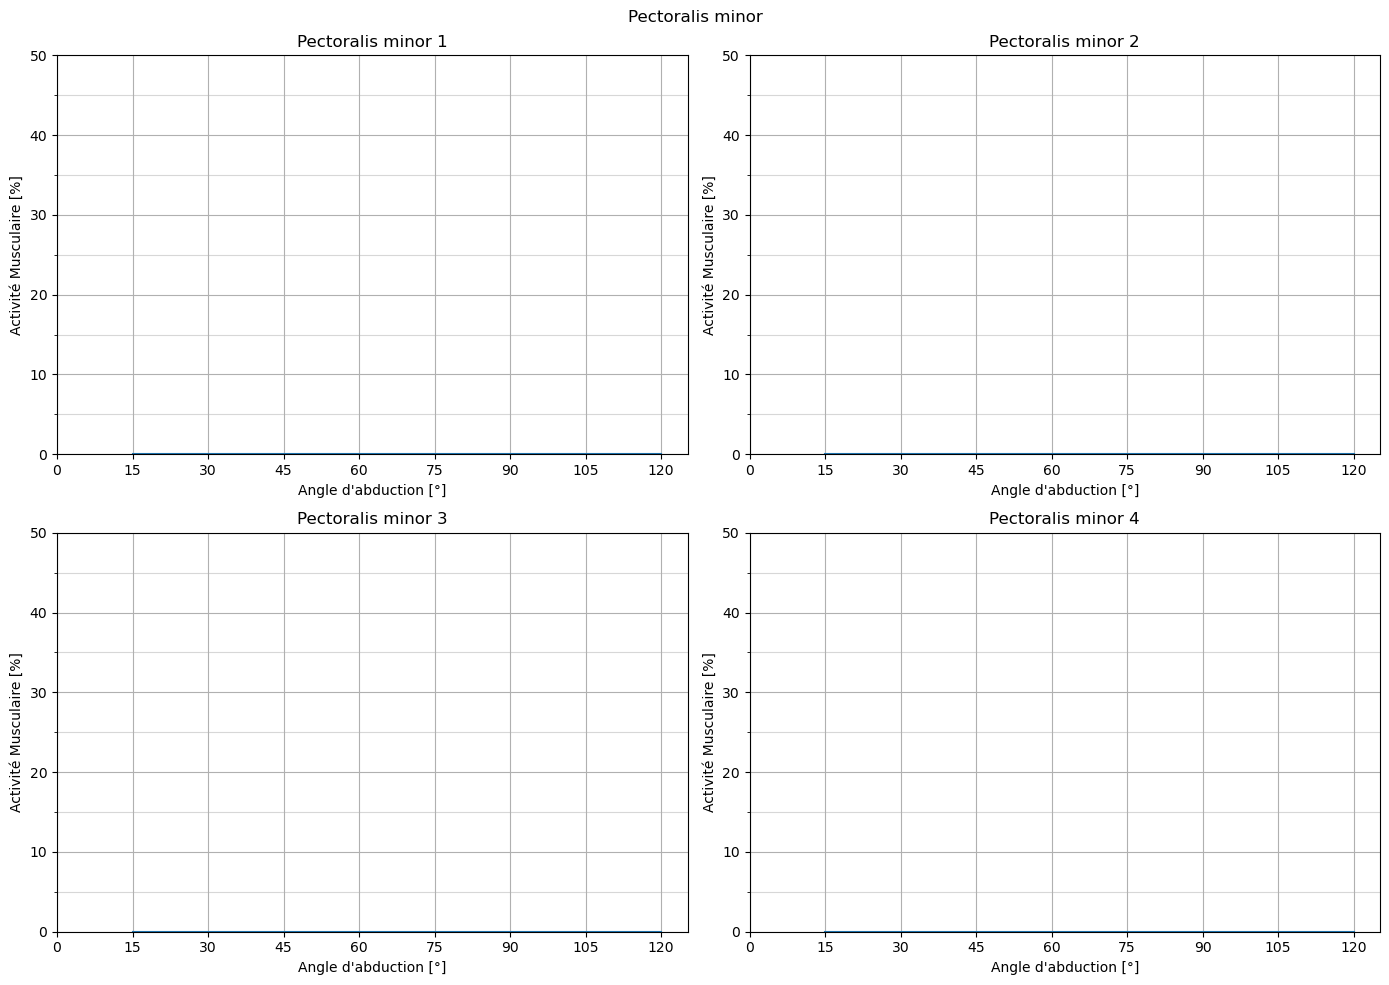 Pectoralis minor
Pectoralis minor 1
Pectoralis minor 2
50
40
30
20
10
0
Activité Musculaire [%]
0 15 30 45 60 75 90 105 120
Angle d'abduction [°]
50
40
30
20
10
0
Activité Musculaire [%]
0 15 30 45 60 75 90 105 120
Angle d'abduction [°]
Pectoralis minor 3
Pectoralis minor 4
50
40
30
20
10
0
Activité Musculaire [%]
0 15 30 45 60 75 90 105 120
Angle d'abduction [°]
50
40
30
20
10
0
Activité Musculaire [%]
0 15 30 45 60 75 90 105 120
Angle d'abduction [°]